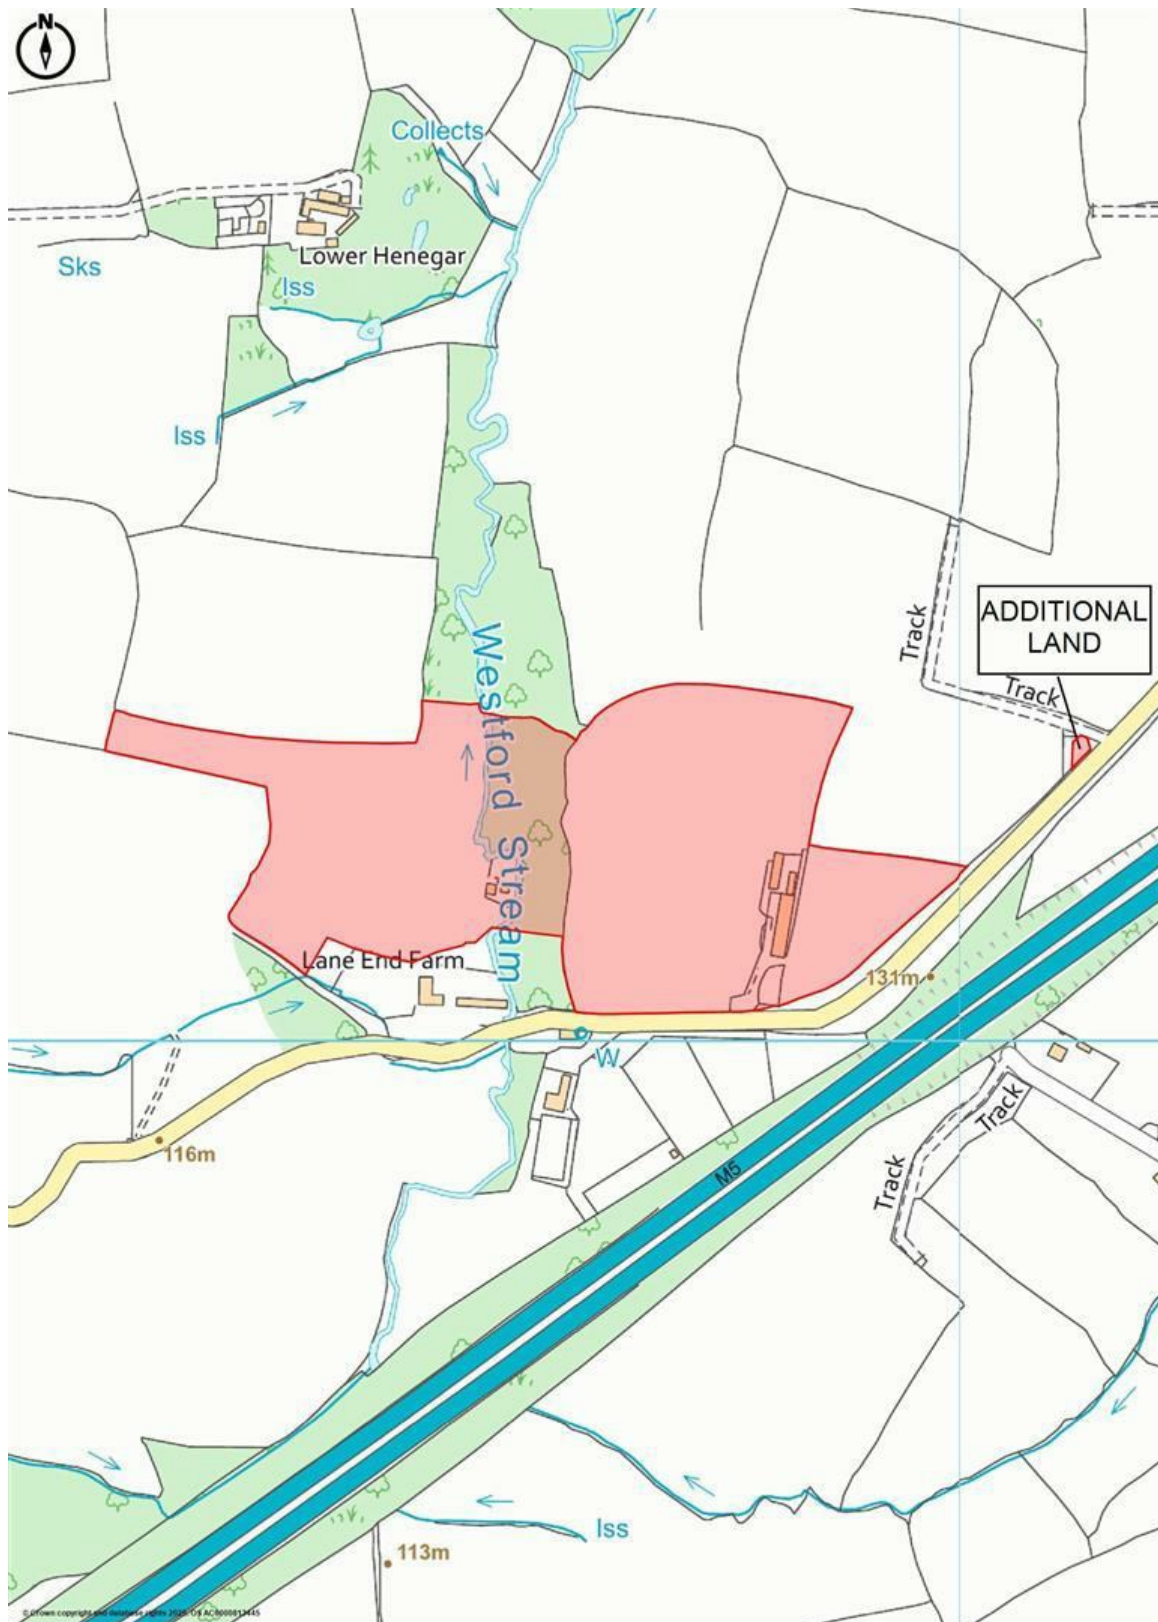 N
Collects
Lower Henegar
Sks
Iss
Iss
Track
ADDITIONAL
LAND
Track
Westford Stream
Lane End Farm
131m
W
116m
Track
Track
M5
Iss
113m